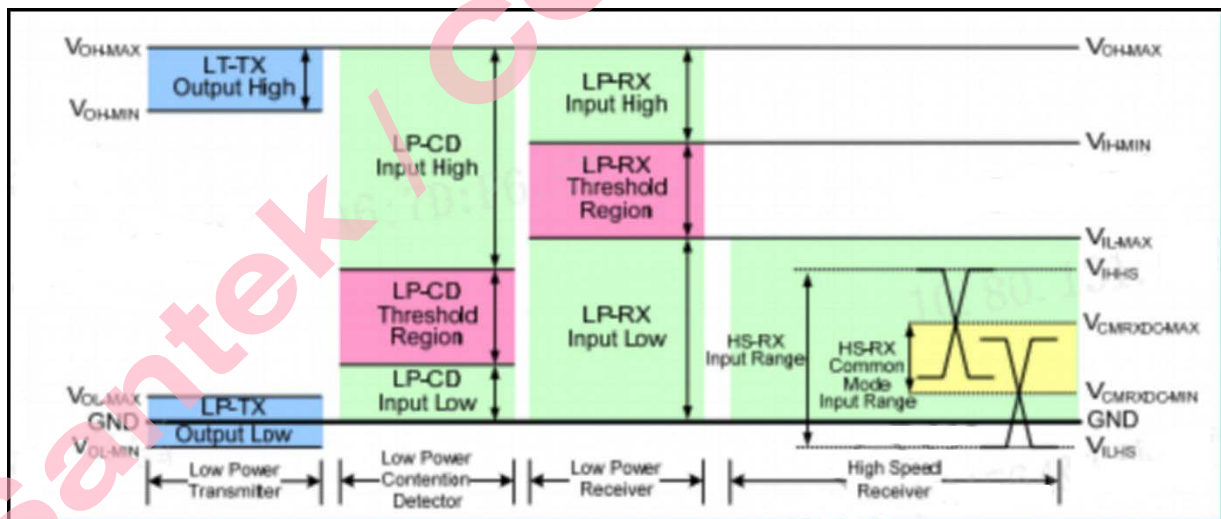 VOH-MAX
VOH-MIN
VOL-MAX
GND
VOL-MIN
LT-TX
Output High
LP-TX
Output Low
LP-CD
Input High
LP-CD
Threshold
Region
LP-CD
Input Low
LP-RX
Input High
LP-RX
Threshold
Region
LP-RX
Input Low
HS-RX
Input Range
HS-RX
Common
Mode
Input Range
VOH-MAX
VIH-MIN
VIL-MAX
VIHHS
VCMRXDC-MAX
VCMRXDC-MIN
GND
VILHS
Low Power
Transmitter
Low Power
Contention
Detector
Low Power
Receiver
High Speed
Receiver
santek / Co